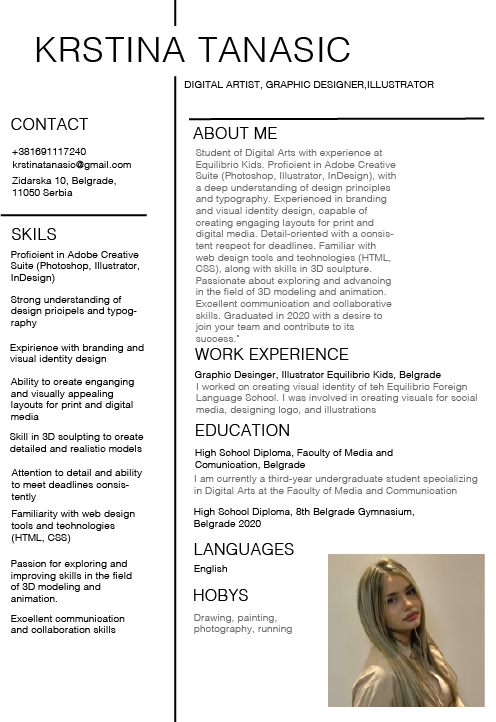 KRSTINA TANASIC
DIGITAL ARTIST, GRAPHIC DESIGNER,ILLUSTRATOR
CONTACT
+381691117240
krstinatanasic@gmail.com
Zidarska 10, Belgrade,
11050 Serbia
SKILS
Proficient in Adobe Creative
Suite (Photoshop, Illustrator,
InDesign)
Strong understanding of
design pricipels and typog-
raphy
Expirience with branding and
visual identity design
Ability to create enganging
and visually appealing
layouts for print and digital
media
Skill in 3D sculpting to create
detailed and realistic models
Attention to detail and ability
to meet deadlines consis-
tently
Familiarity with web design
tools and technologies
(HTML, CSS)
Passion for exploring and
improving skills in the field
of 3D modeling and
animation.
Excellent communication
and collaboration skills
ABOUT ME
Student of Digital Arts with experience at
Equilibrio Kids. Proficient in Adobe Creative
Suite (Photoshop, Illustrator, InDesign), with
a deep understanding of design principles
and typography. Experienced in branding
and visual identity design, capable of
creating engaging layouts for print and
digital media. Detail-oriented with a consis-
tent respect for deadlines. Familiar with
web design tools and technologies (HTML,
CSS), along with skills in 3D sculpture.
Passionate about exploring and advancing
in the field of 3D modeling and animation.
Excellent communication and collaborative
skills. Graduated in 2020 with a desire to
join your team and contribute to its
success."
WORK EXPERIENCE
Graphic Desinger, Illustrator Equilibrio Kids, Belgrade
I worked on creating visual identity of teh Equilibrio Foreign
Language School. I was involved in creating visuals for social
media, designing logo, and illustrations
EDUCATION
High School Diploma, Faculty of Media and
Comunication, Belgrade
I am currently a third-year undergraduate student speoializing
in Digital Arts at the Faculty of Media and Communication
High School Diploma, 8th Belgrade Gymnasium,
Belgrade 2020
LANGUAGES
English
HOBYS
Drawing, painting,
photography, running